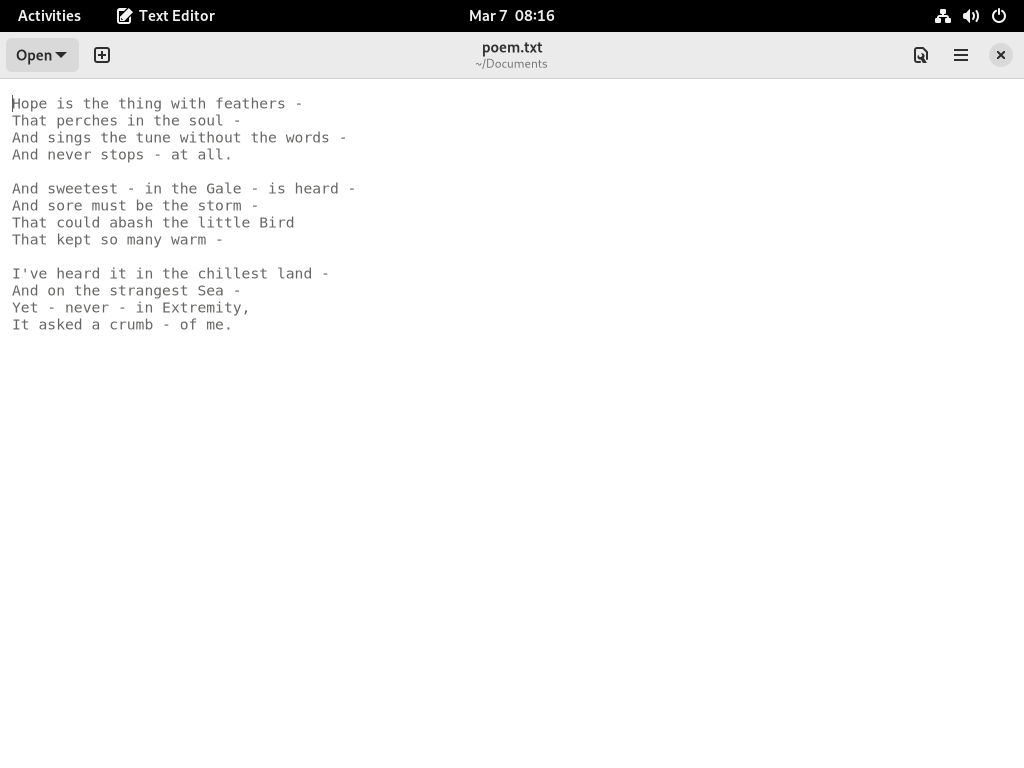 Activities Text Editor Mar 7 08:16
Open poem.txt
~/Documents
Hope is the thing with feathers -
That perches in the soul -
And sings the tune without the words -
And never stops - at all.

And sweetest - in the Gale - is heard -
And sore must be the storm -
That could abash the little Bird
That kept so many warm -

I've heard it in the chillest land -
And on the strangest Sea -
Yet - never - in Extremity,
It asked a crumb - of me.